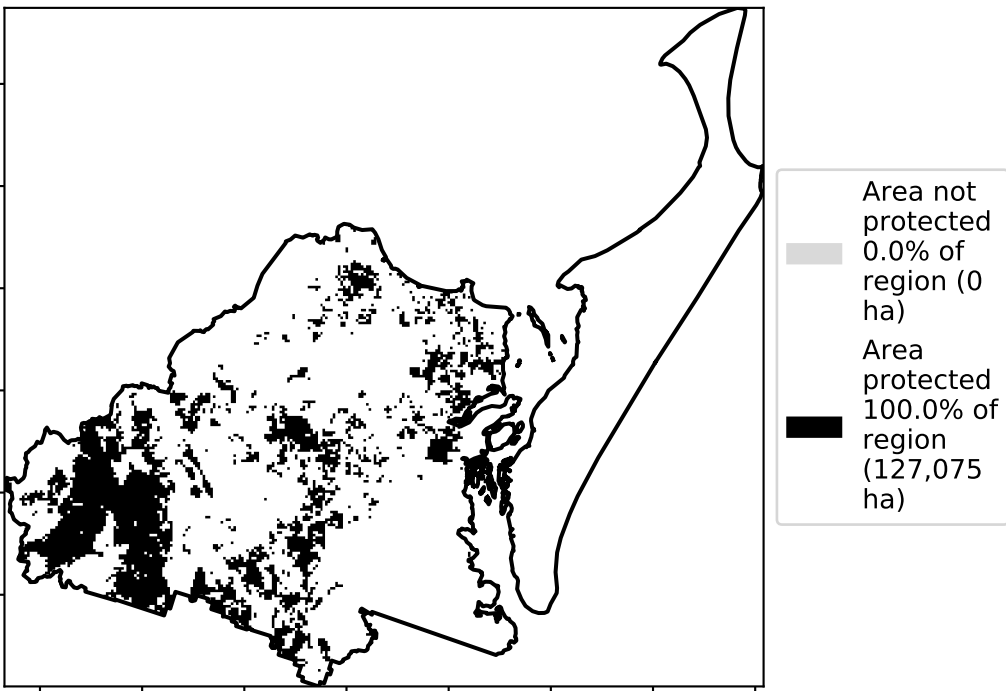 Area not
protected
0.0% of
region (0
ha)
Area
protected
100.0% of
region
(127,075
ha)